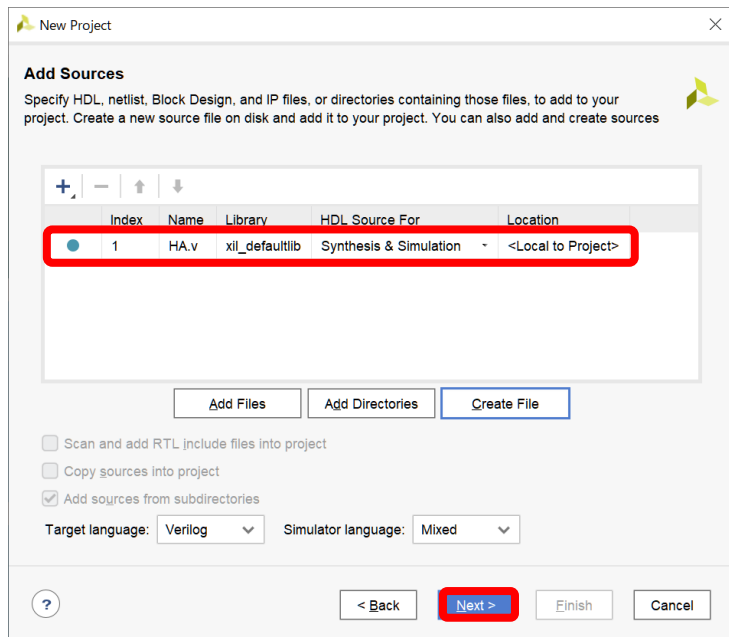 New Project
Add Sources
Specify HDL, netlist, Block Design, and IP files, or directories containing those files, to add to your
project. Create a new source file on disk and add it to your project. You can also add and create sources
Index Name Library HDL Source For Location
1 HA.v xil_defaultlib Synthesis & Simulation <Local to Project>
Add Files Add Directories Create File
Scan and add RTL include files into project
Copy sources into project
Add sources from subdirectories
Target language: Verilog Simulator language: Mixed
? < Back Next > Finish Cancel